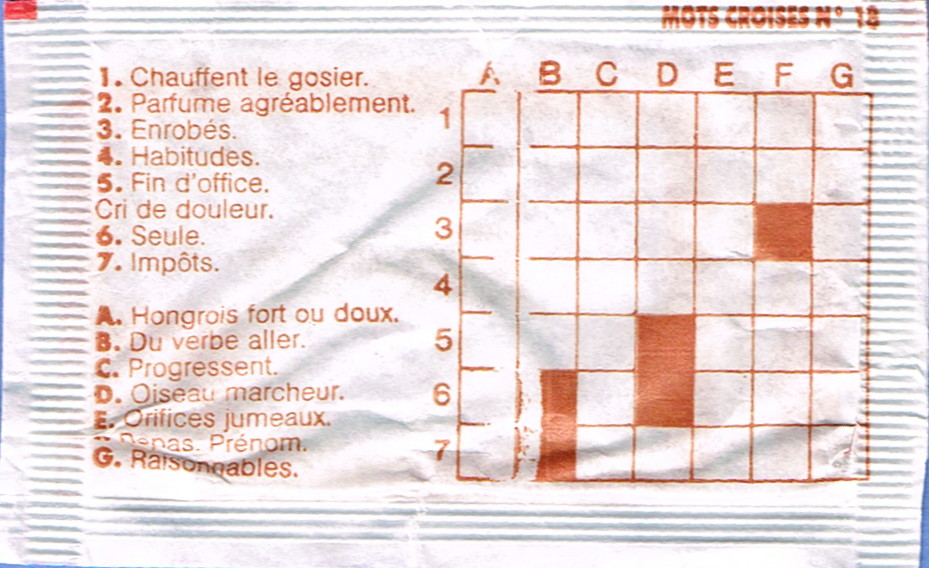 MOTS CROISES N° 18
1. Chauffent le gosier.
2. Parfume agréablement.
3. Enrobés.
4. Habitudes.
5. Fin d'office.
Cri de douleur.
6. Seule.
7. Impôts.
A. Hongrois fort ou doux.
B. Du verbe aller.
C. Progressent.
D. Oiseau marcheur.
E. Orifices jumeaux.
Repas. Prénom.
G. Raisonnables.
A B C D E F G
1
2
3
4
5
6
7